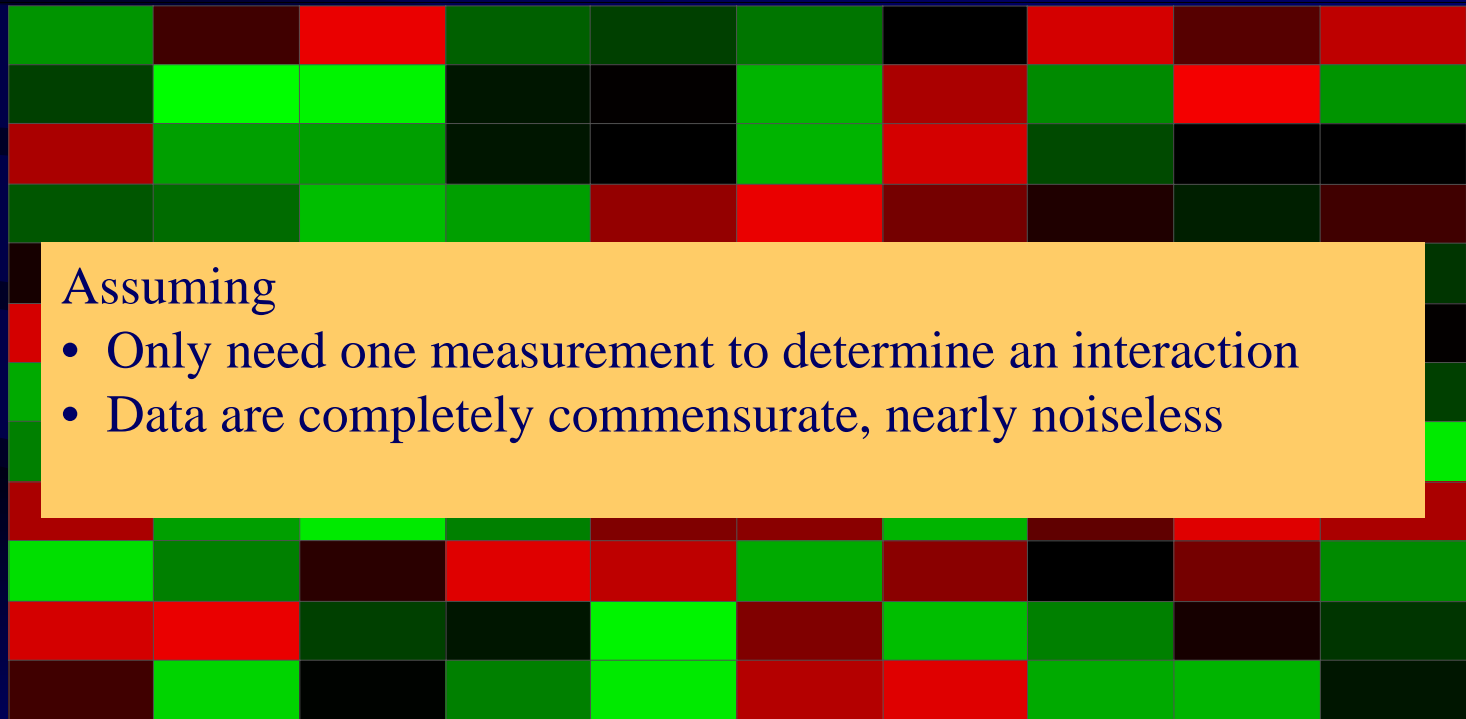 Assuming
• Only need one measurement to determine an interaction
• Data are completely commensurate, nearly noiseless